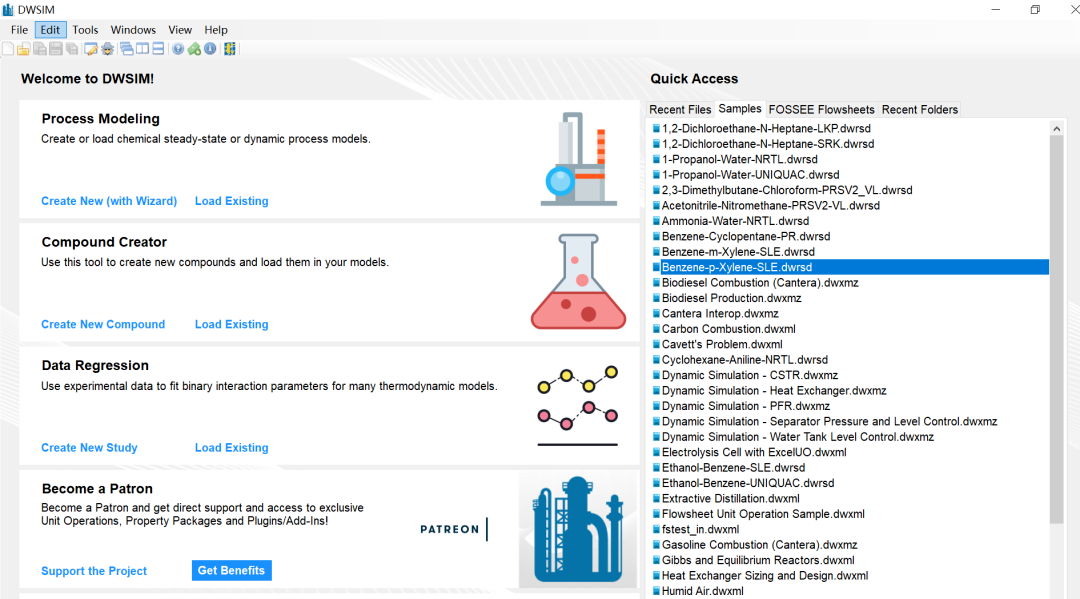 DWSIM
File Edit Tools Windows View Help
Welcome to DWSIM!
Process Modeling
Create or load chemical steady-state or dynamic process models.
Create New (with Wizard) Load Existing
Compound Creator
Use this tool to create new compounds and load them in your models.
Create New Compound Load Existing
Data Regression
Use experimental data to fit binary interaction parameters for many thermodynamic models.
Create New Study Load Existing
Become a Patron
Become a Patron and get direct support and access to exclusive
Unit Operations, Property Packages and Plugins/Add-Ins!
PATREON
Support the Project Get Benefits
Quick Access
Recent Files Samples FOSSEE Flowsheets Recent Folders
1,2-Dichloroethane-N-Heptane-LKP.dwrsd
1,2-Dichloroethane-N-Heptane-SRK.dwrsd
1-Propanol-Water-NRTL.dwrsd
1-Propanol-Water-UNIQUAC.dwrsd
2,3-Dimethylbutane-Chloroform-PRSV2_VL.dwrsd
Acetonitrile-Nitromethane-PRSV2-VL.dwrsd
Ammonia-Water-NRTL.dwrsd
Benzene-Cyclopentane-PR.dwrsd
Benzene-m-Xylene-SLE.dwrsd
Benzene-p-Xylene-SLE.dwrsd
Biodiesel Combustion (Cantera).dwxmz
Biodiesel Production.dwxmz
Cantera Interop.dwxmz
Carbon Combustion.dwxml
Cavett's Problem.dwxml
Cyclohexane-Aniline-NRTL.dwrsd
Dynamic Simulation - CSTR.dwxmz
Dynamic Simulation - Heat Exchanger.dwxmz
Dynamic Simulation - PFR.dwxmz
Dynamic Simulation - Separator Pressure and Level Control.dwxmz
Dynamic Simulation - Water Tank Level Control.dwxmz
Electrolysis Cell with ExcelUO.dwxml
Ethanol-Benzene-SLE.dwrsd
Ethanol-Benzene-UNIQUAC.dwrsd
Extractive Distillation.dwxml
Flowsheet Unit Operation Sample.dwxml
fstest_in.dwxml
Gasoline Combustion (Cantera).dwxmz
Gibbs and Equilibrium Reactors.dwxml
Heat Exchanger Sizing and Design.dwxml
Humid Air.dwxml